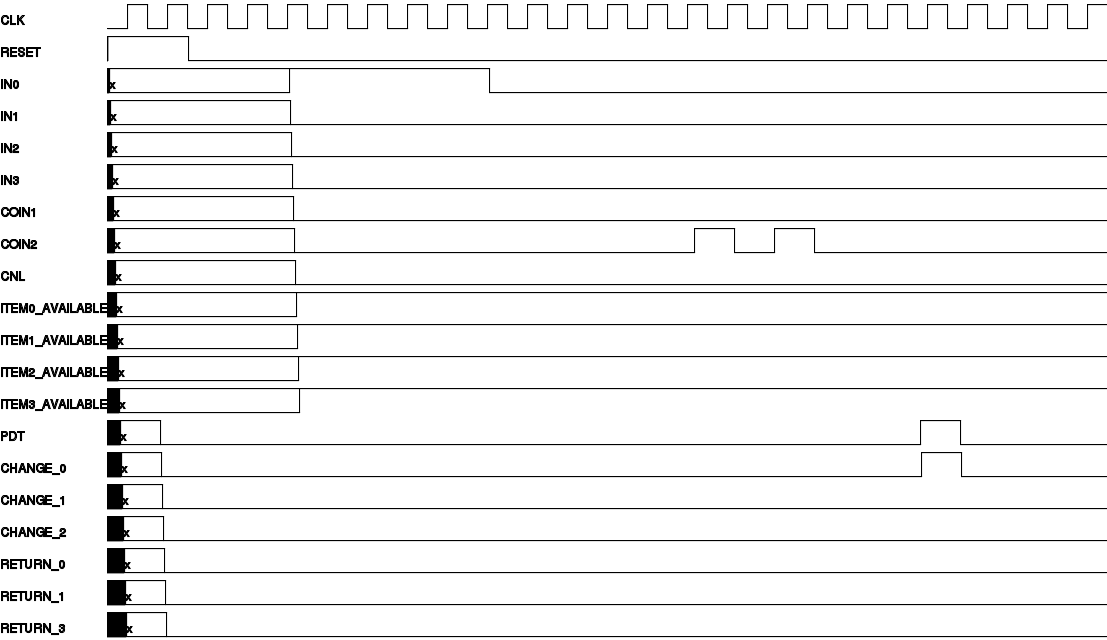 CLK
RESET
IN0
x
IN1
x
IN2
x
IN3
x
COIN1
x
COIN2
x
CNL
x
ITEM0_AVAILABLE
x
ITEM1_AVAILABLE
x
ITEM2_AVAILABLE
x
ITEM3_AVAILABLE
x
PDT
x
CHANGE_0
x
CHANGE_1
x
CHANGE_2
x
RETURN_0
x
RETURN_1
x
RETURN_3
x